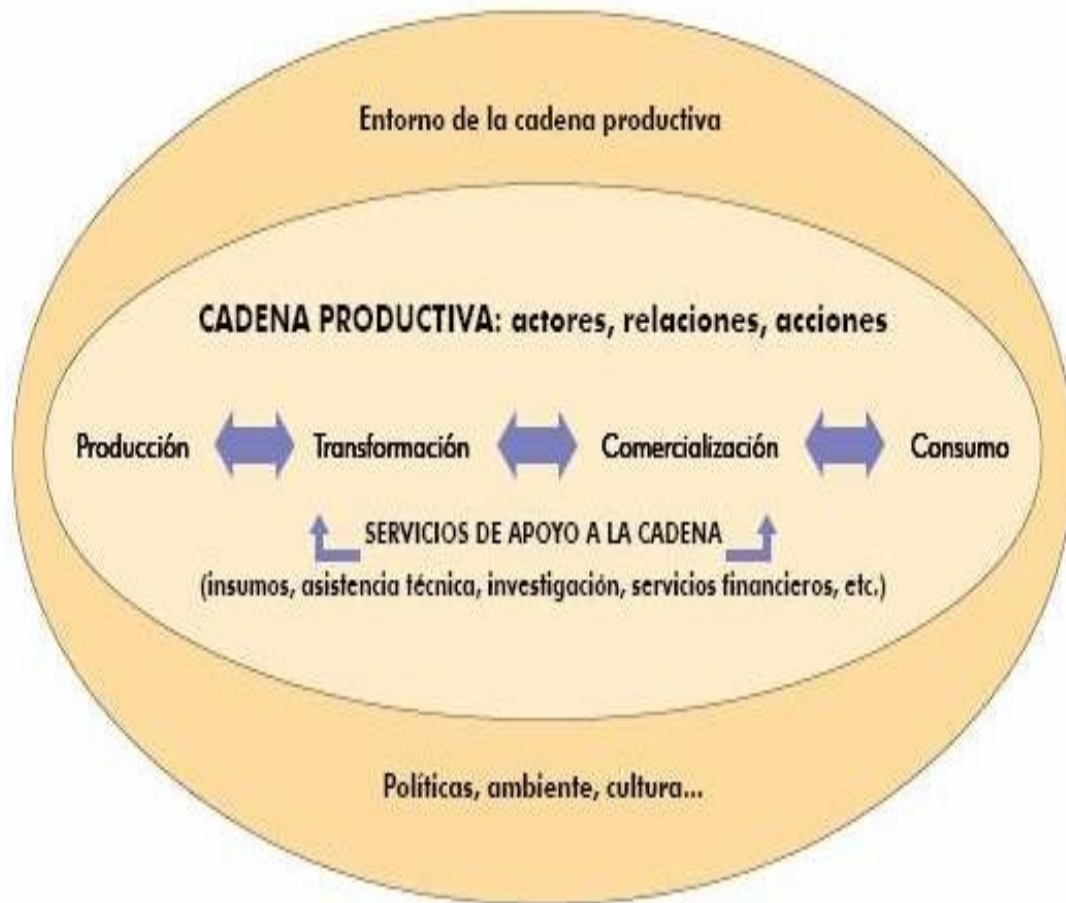 Entorno de la cadena productiva
CADENA PRODUCTIVA: actores, relaciones, acciones
Producción Transformación Comercialización Consumo
SERVICIOS DE APOYO A LA CADENA
(insumos, asistencia técnica, investigación, servicios financieros, etc.)
Políticas, ambiente, cultura...